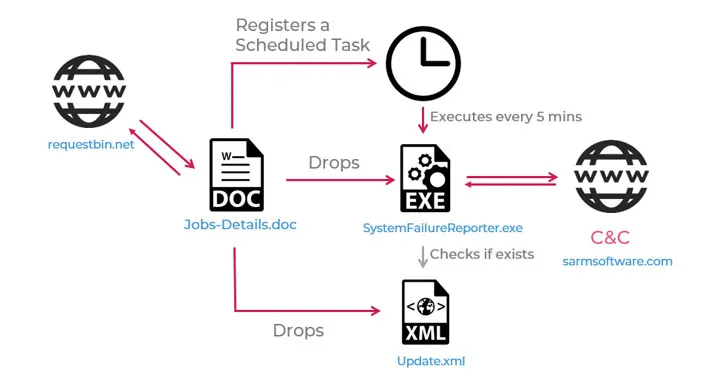 Registers a
Scheduled Task
WWW
requestbin.net
Executes every 5 mins
W
DOC
Jobs-Details.doc
Drops
EXE
SystemFailureReporter.exe
WWW
C&C
sarmsoftware.com
Checks if exists
Drops
<>
XML
Update.xml